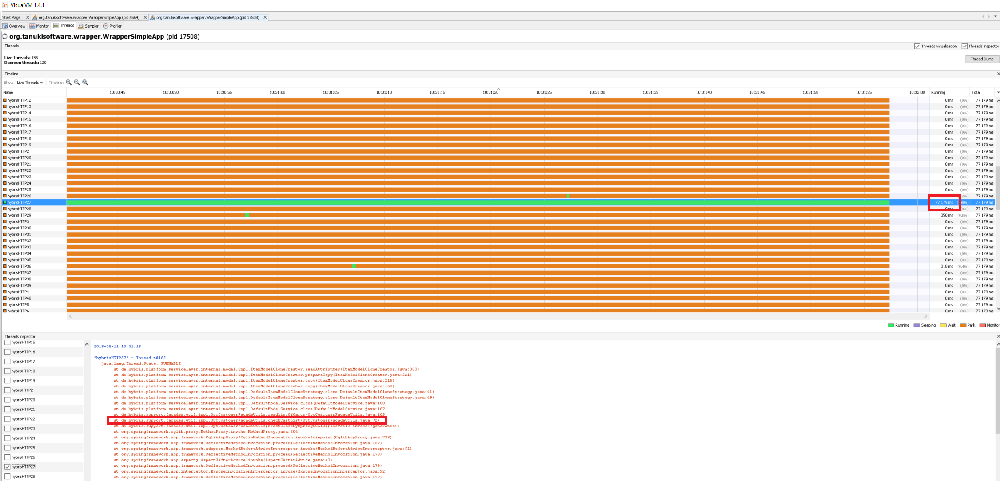 VisualVM 1.4.1
Start Page org.tanukisoftware.wrapper.WrapperSimpleApp (pid 6564) org.tanukisoftware.wrapper.WrapperSimpleApp (pid 17508)
Overview Monitor Threads Sampler Profiler
org.tanukisoftware.wrapper.WrapperSimpleApp (pid 17508)
Threads Threads visualization Threads inspector
Live threads: 155
Daemon threads: 120
Thread Dump
Timeline
Show: Live Threads Timeline:
Name 10:30:45 10:30:50 10:30:55 10:31:00 10:31:05 10:31:10 10:31:15 10:31:20 10:31:25 10:31:30 10:31:35 10:31:40 10:31:45 10:31:50 10:31:55 10:32:00 Running Total
hybrisHTTP12 0 ms (0%) 77 179 ms
hybrisHTTP13 0 ms (0%) 77 179 ms
hybrisHTTP14 0 ms (0%) 77 179 ms
hybrisHTTP15 0 ms (0%) 77 179 ms
hybrisHTTP16 0 ms (0%) 77 179 ms
hybrisHTTP17 0 ms (0%) 77 179 ms
hybrisHTTP18 0 ms (0%) 77 179 ms
hybrisHTTP19 0 ms (0%) 77 179 ms
hybrisHTTP2 0 ms (0%) 77 179 ms
hybrisHTTP20 0 ms (0%) 77 179 ms
hybrisHTTP21 0 ms (0%) 77 179 ms
hybrisHTTP22 0 ms (0%) 77 179 ms
hybrisHTTP23 0 ms (0%) 77 179 ms
hybrisHTTP24 0 ms (0%) 77 179 ms
hybrisHTTP25 0 ms (0%) 77 179 ms
hybrisHTTP26 77 179 ms
hybrisHTTP27 77 179 ms 77 179 ms
hybrisHTTP28 0 ms (0%) 77 179 ms
hybrisHTTP29 350 ms (0,5%) 77 179 ms
hybrisHTTP3 0 ms (0%) 77 179 ms
hybrisHTTP30 0 ms (0%) 77 179 ms
hybrisHTTP31 0 ms (0%) 77 179 ms
hybrisHTTP32 0 ms (0%) 77 179 ms
hybrisHTTP33 0 ms (0%) 77 179 ms
hybrisHTTP34 0 ms (0%) 77 179 ms
hybrisHTTP35 0 ms (0%) 77 179 ms
hybrisHTTP36 318 ms (0,4%) 77 179 ms
hybrisHTTP37 0 ms (0%) 77 179 ms
hybrisHTTP38 0 ms (0%) 77 179 ms
hybrisHTTP39 0 ms (0%) 77 179 ms
hybrisHTTP4 0 ms (0%) 77 179 ms
hybrisHTTP40 0 ms (0%) 77 179 ms
hybrisHTTP5 0 ms (0%) 77 179 ms
hybrisHTTP6 0 ms (0%) 77 179 ms
Running Sleeping Wait Park Monitor
Threads inspector
hybrisHTTP15
hybrisHTTP16
hybrisHTTP17
hybrisHTTP18
hybrisHTTP19
hybrisHTTP2
hybrisHTTP20
hybrisHTTP21
hybrisHTTP22
hybrisHTTP23
hybrisHTTP24
hybrisHTTP25
hybrisHTTP26
hybrisHTTP27
hybrisHTTP28
2018-05-11 10:31:16
"hybrisHTTP27" - Thread t@182
java.lang.Thread.State: RUNNABLE
at de.hybris.platform.servicelayer.internal.model.impl.ItemModelCloneCreator.readAttributes(ItemModelCloneCreator.java:383)
at de.hybris.platform.servicelayer.internal.model.impl.ItemModelCloneCreator.prepareCopy(ItemModelCloneCreator.java:521)
at de.hybris.platform.servicelayer.internal.model.impl.ItemModelCloneCreator.copy(ItemModelCloneCreator.java:215)
at de.hybris.platform.servicelayer.internal.model.impl.ItemModelCloneCreator.copy(ItemModelCloneCreator.java:160)
at de.hybris.platform.servicelayer.internal.model.impl.DefaultItemModelCloneStrategy.clone(DefaultItemModelCloneStrategy.java:41)
at de.hybris.platform.servicelayer.internal.model.impl.DefaultItemModelCloneStrategy.clone(DefaultItemModelCloneStrategy.java:49)
at de.hybris.platform.servicelayer.internal.model.impl.DefaultModelService.clone(DefaultModelService.java:188)
at de.hybris.platform.servicelayer.internal.model.impl.DefaultModelService.clone(DefaultModelService.java:167)
at de.hybris.support.facades.util.impl.OptCustomerFacadeUtils.readListOfCarts(OptCustomerFacadeUtils.java:109)
at de.hybris.support.facades.util.impl.OptCustomerFacadeUtils.checkCartList(OptCustomerFacadeUtils.java:72)
at de.hybris.support.facades.util.impl.OptCustomerFacadeUtils$$FastClassBySpringCGLIB$$1dc9ce12.invoke(<generated>)
at org.springframework.cglib.proxy.MethodProxy.invoke(MethodProxy.java:204)
at org.springframework.aop.framework.CglibAopProxy$CglibMethodInvocation.invokeJoinpoint(CglibAopProxy.java:738)
at org.springframework.aop.framework.ReflectiveMethodInvocation.proceed(ReflectiveMethodInvocation.java:157)
at org.springframework.aop.framework.adapter.MethodBeforeAdviceInterceptor.invoke(MethodBeforeAdviceInterceptor.java:52)
at org.springframework.aop.framework.ReflectiveMethodInvocation.proceed(ReflectiveMethodInvocation.java:179)
at org.springframework.aop.aspectj.AspectJAfterAdvice.invoke(AspectJAfterAdvice.java:47)
at org.springframework.aop.framework.ReflectiveMethodInvocation.proceed(ReflectiveMethodInvocation.java:179)
at org.springframework.aop.interceptor.ExposeInvocationInterceptor.invoke(ExposeInvocationInterceptor.java:92)
at org.springframework.aop.framework.ReflectiveMethodInvocation.proceed(ReflectiveMethodInvocation.java:179)